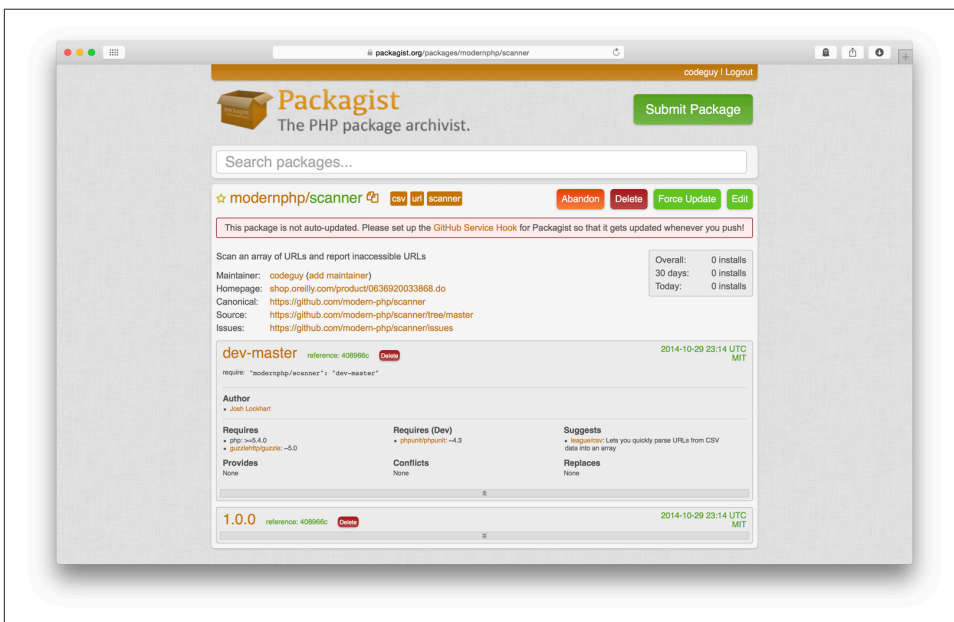 packagist.org/packages/modernphp/scanner
codeguy | Logout
Packagist
The PHP package archivist.
Submit Package
Search packages...
modernphp/scanner csv url scanner Abandon Delete Force Update Edit
This package is not auto-updated. Please set up the GitHub Service Hook for Packagist so that it gets updated whenever you push!
Scan an array of URLs and report inaccessible URLs
Maintainer: codeguy (add maintainer)
Homepage: shop.oreilly.com/product/0636920033868.do
Canonical: https://github.com/modern-php/scanner
Source: https://github.com/modern-php/scanner/tree/master
Issues: https://github.com/modern-php/scanner/issues
Overall: 0 installs
30 days: 0 installs
Today: 0 installs
dev-master reference: 408966c Delete 2014-10-29 23:14 UTC
MIT
require: "modernphp/scanner": "dev-master"
Author
• Josh Lockhart
Requires
• php: >=5.4.0
• guzzlehttp/guzzle: ~5.0
Requires (Dev)
• phpunit/phpunit: ~4.3
Suggests
• league/csv: Lets you quickly parse URLs from CSV
data into an array
Provides
None
Conflicts
None
Replaces
None
1.0.0 reference: 408966c Delete 2014-10-29 23:14 UTC
MIT